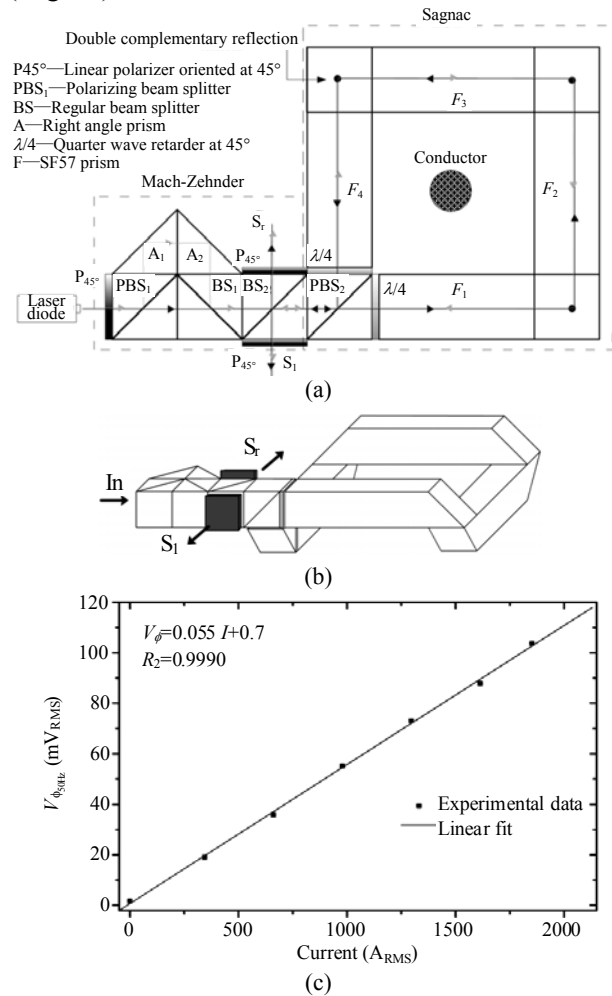 Sagnac
Double complementary reflection
P45°—Linear polarizer oriented at 45°
PBS1—Polarizing beam splitter
BS—Regular beam splitter
A—Right angle prism
λ/4—Quarter wave retarder at 45°
F—SF57 prism
F3
Conductor
F4
F2
Mach-Zehnder
Sr
A1
A2
P45°
λ/4
P45°
PBS1
BS1
BS2
PBS2
λ/4
F1
Laser
diode
P45°
S1
(a)
Sr
In
S1
(b)
120
Vϕ=0.055 I+0.7
100
R2=0.9990
80
Vϕ50Hz (mVRMS)
60
40
Experimental data
20
Linear fit
0
0
500
1000
1500
2000
Current (ARMS)
(c)